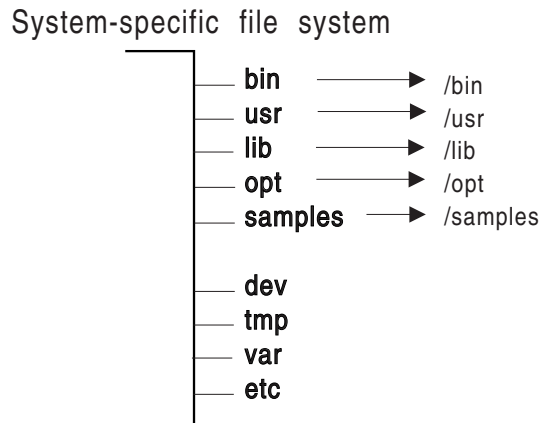 System-specific file system
bin /bin
usr /usr
lib /lib
opt /opt
samples /samples
dev
tmp
var
etc